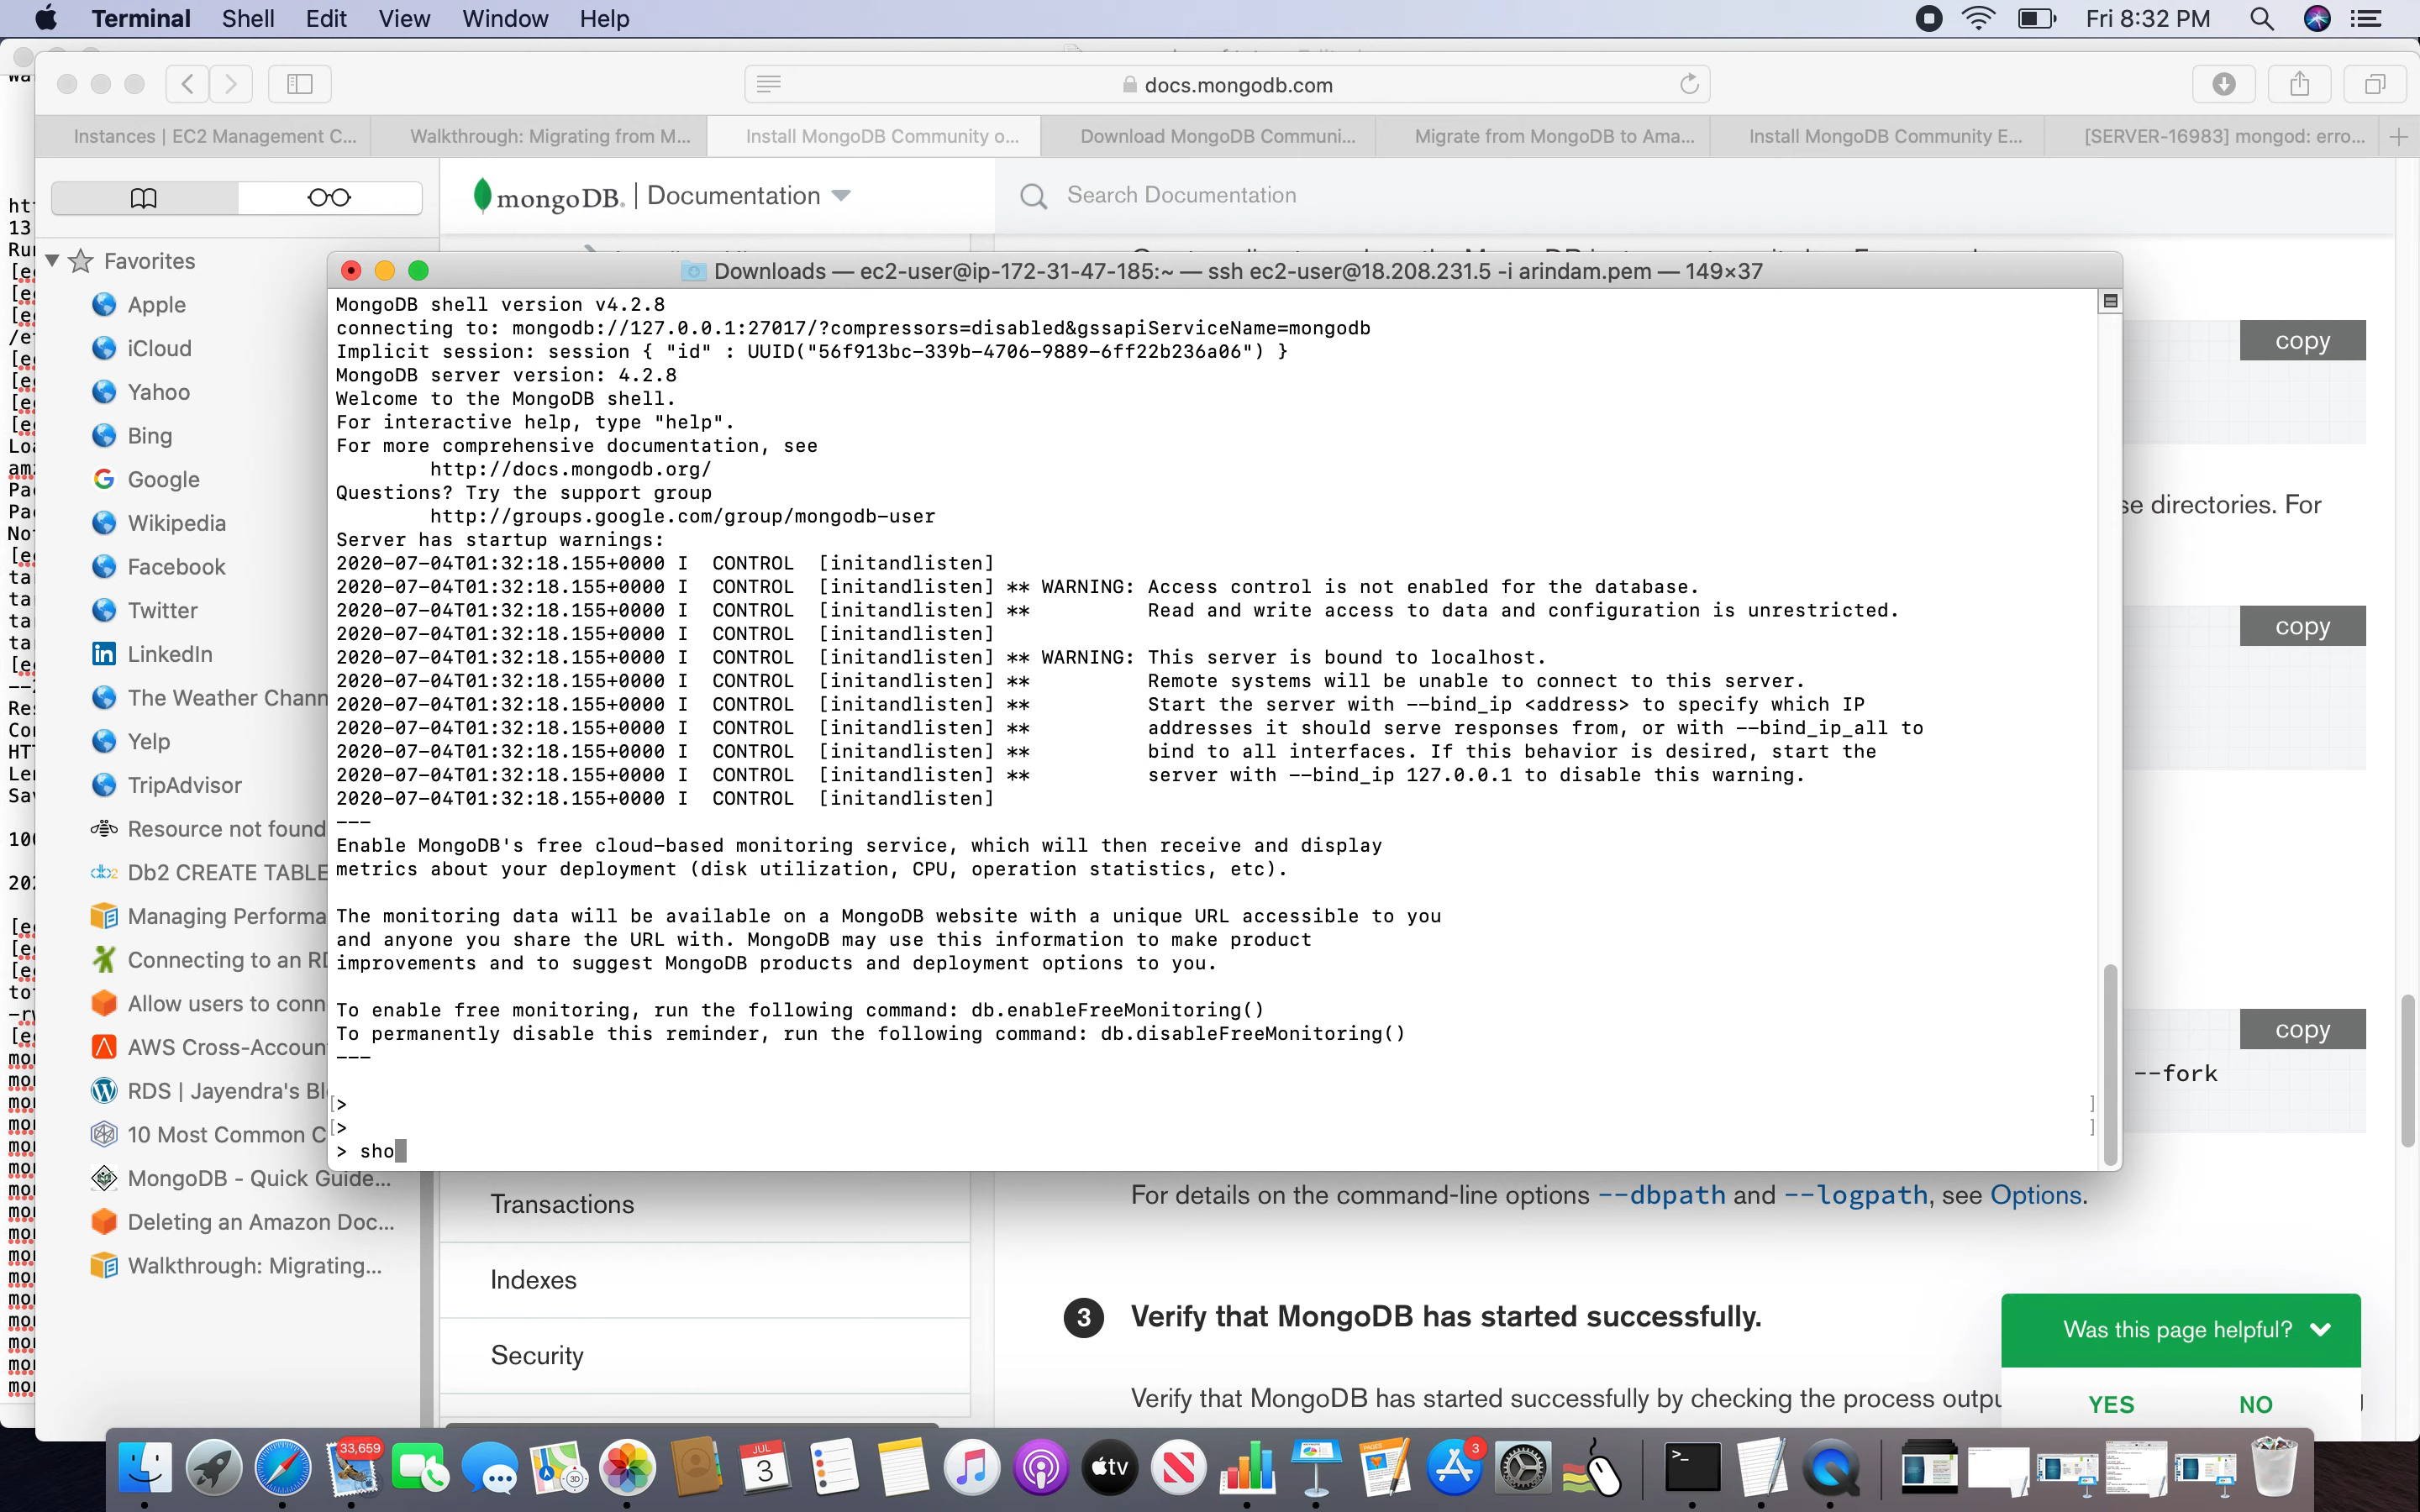 Terminal Shell Edit View Window Help Fri 8:32 PM
docs.mongodb.com
Instances | EC2 Management C... Walkthrough: Migrating from M... Install MongoDB Community o... Download MongoDB Communi... Migrate from MongoDB to Ama... Install MongoDB Community E... [SERVER-16983] mongod: erro...
mongoDB. | Documentation Search Documentation
Favorites
Apple
iCloud
Yahoo
Bing
Google
Wikipedia
Facebook
Twitter
LinkedIn
The Weather Chann
Yelp
TripAdvisor
Resource not found
Db2 CREATE TABLE
Managing Performa
Connecting to an RD
Allow users to conn
AWS Cross-Accoun
RDS | Jayendra's Bl
10 Most Common C
MongoDB - Quick Guide...
Deleting an Amazon Doc...
Walkthrough: Migrating...
Downloads — ec2-user@ip-172-31-47-185:~ — ssh ec2-user@18.208.231.5 -i arindam.pem — 149×37
MongoDB shell version v4.2.8
connecting to: mongodb://127.0.0.1:27017/?compressors=disabled&gssapiServiceName=mongodb
Implicit session: session { "id" : UUID("56f913bc-339b-4706-9889-6ff22b236a06") }
MongoDB server version: 4.2.8
Welcome to the MongoDB shell.
For interactive help, type "help".
For more comprehensive documentation, see
http://docs.mongodb.org/
Questions? Try the support group
http://groups.google.com/group/mongodb-user
Server has startup warnings:
2020-07-04T01:32:18.155+0000 I CONTROL [initandlisten]
2020-07-04T01:32:18.155+0000 I CONTROL [initandlisten] ** WARNING: Access control is not enabled for the database.
2020-07-04T01:32:18.155+0000 I CONTROL [initandlisten] ** Read and write access to data and configuration is unrestricted.
2020-07-04T01:32:18.155+0000 I CONTROL [initandlisten]
2020-07-04T01:32:18.155+0000 I CONTROL [initandlisten] ** WARNING: This server is bound to localhost.
2020-07-04T01:32:18.155+0000 I CONTROL [initandlisten] ** Remote systems will be unable to connect to this server.
2020-07-04T01:32:18.155+0000 I CONTROL [initandlisten] ** Start the server with --bind_ip <address> to specify which IP
2020-07-04T01:32:18.155+0000 I CONTROL [initandlisten] ** addresses it should serve responses from, or with --bind_ip_all to
2020-07-04T01:32:18.155+0000 I CONTROL [initandlisten] ** bind to all interfaces. If this behavior is desired, start the
2020-07-04T01:32:18.155+0000 I CONTROL [initandlisten] ** server with --bind_ip 127.0.0.1 to disable this warning.
2020-07-04T01:32:18.155+0000 I CONTROL [initandlisten]
---
Enable MongoDB's free cloud-based monitoring service, which will then receive and display
metrics about your deployment (disk utilization, CPU, operation statistics, etc).
The monitoring data will be available on a MongoDB website with a unique URL accessible to you
and anyone you share the URL with. MongoDB may use this information to make product
improvements and to suggest MongoDB products and deployment options to you.
To enable free monitoring, run the following command: db.enableFreeMonitoring()
To permanently disable this reminder, run the following command: db.disableFreeMonitoring()
---
[> ]
[> ]
> sho
copy
se directories. For
copy
copy
--fork
Transactions
Indexes
Security
For details on the command-line options --dbpath and --logpath, see Options.
3 Verify that MongoDB has started successfully.
Verify that MongoDB has started successfully by checking the process outpu
Was this page helpful?
YES NO
33,659
JUL 3
3D
tv
PAGES
3
>_